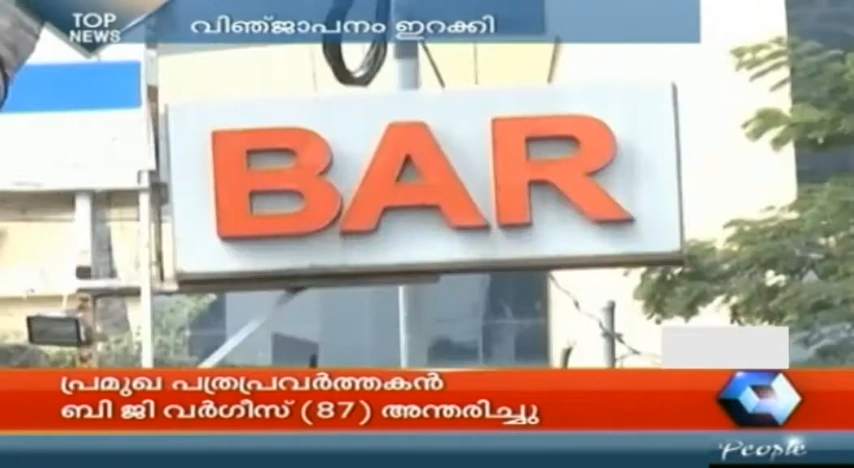 TOP
NEWS
വിഞ്ജാപനം ഇറക്കി
BAR
പ്രമുഖ പത്രപ്രവർത്തകൻ
ബി ജി വർഗീസ് (87) അന്തരിച്ചു
People